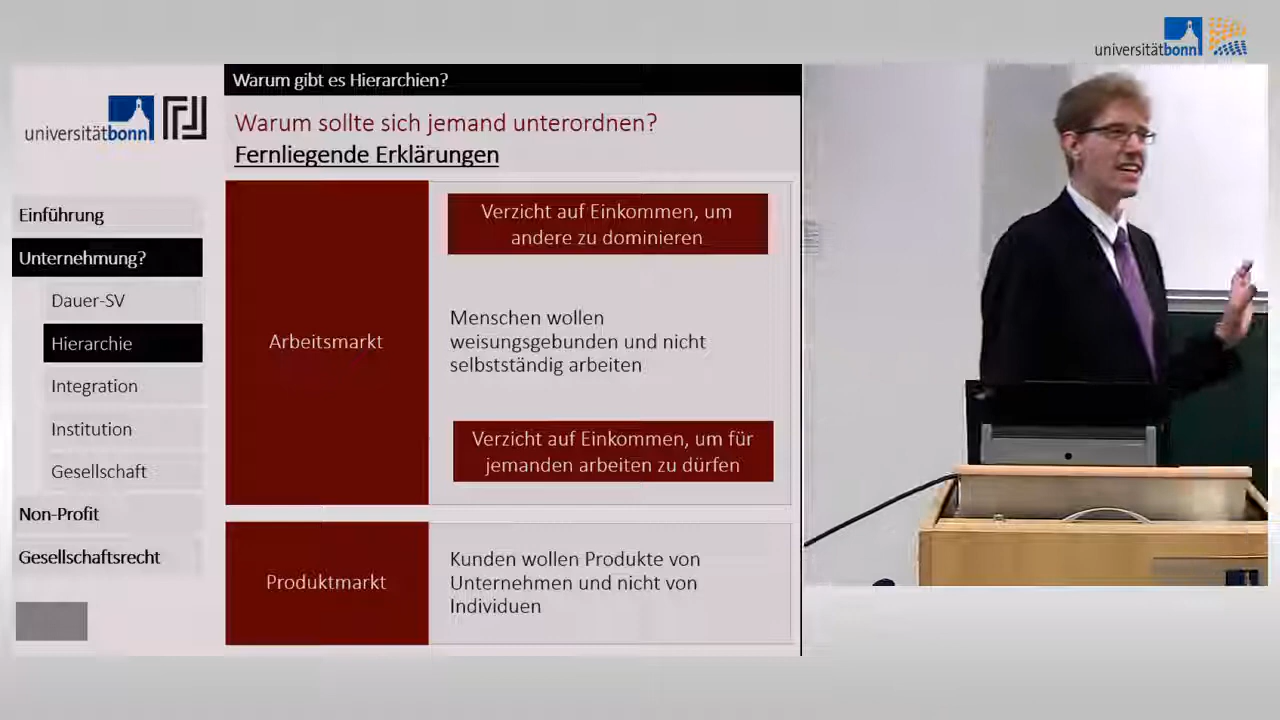 universitätbonn
universitätbonn
Einführung
Unternehmung?
Dauer-SV
Hierarchie
Integration
Institution
Gesellschaft
Non-Profit
Gesellschaftsrecht
Warum gibt es Hierarchien?
Warum sollte sich jemand unterordnen?
Fernliegende Erklärungen
Arbeitsmarkt
Verzicht auf Einkommen, um
andere zu dominieren
Menschen wollen
weisungsgebunden und nicht
selbstständig arbeiten
Verzicht auf Einkommen, um für
jemanden arbeiten zu dürfen
Produktmarkt
Kunden wollen Produkte von
Unternehmen und nicht von
Individuen